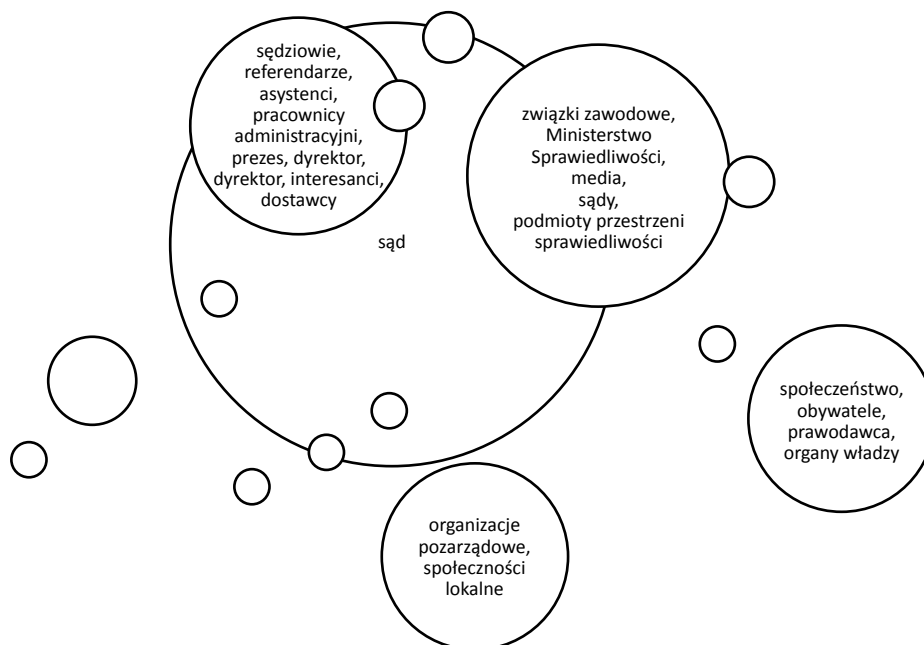 sędziowie,
referendarze,
asystenci,
pracownicy
administracyjni,
prezes, dyrektor,
dyrektor, interesanci,
dostawcy
związki zawodowe,
Ministerstwo
Sprawiedliwości,
media,
sądy,
podmioty przestrzeni
sprawiedliwości
sąd
społeczeństwo,
obywatele,
prawodawca,
organy władzy
organizacje
pozarządowe,
społeczności
lokalne